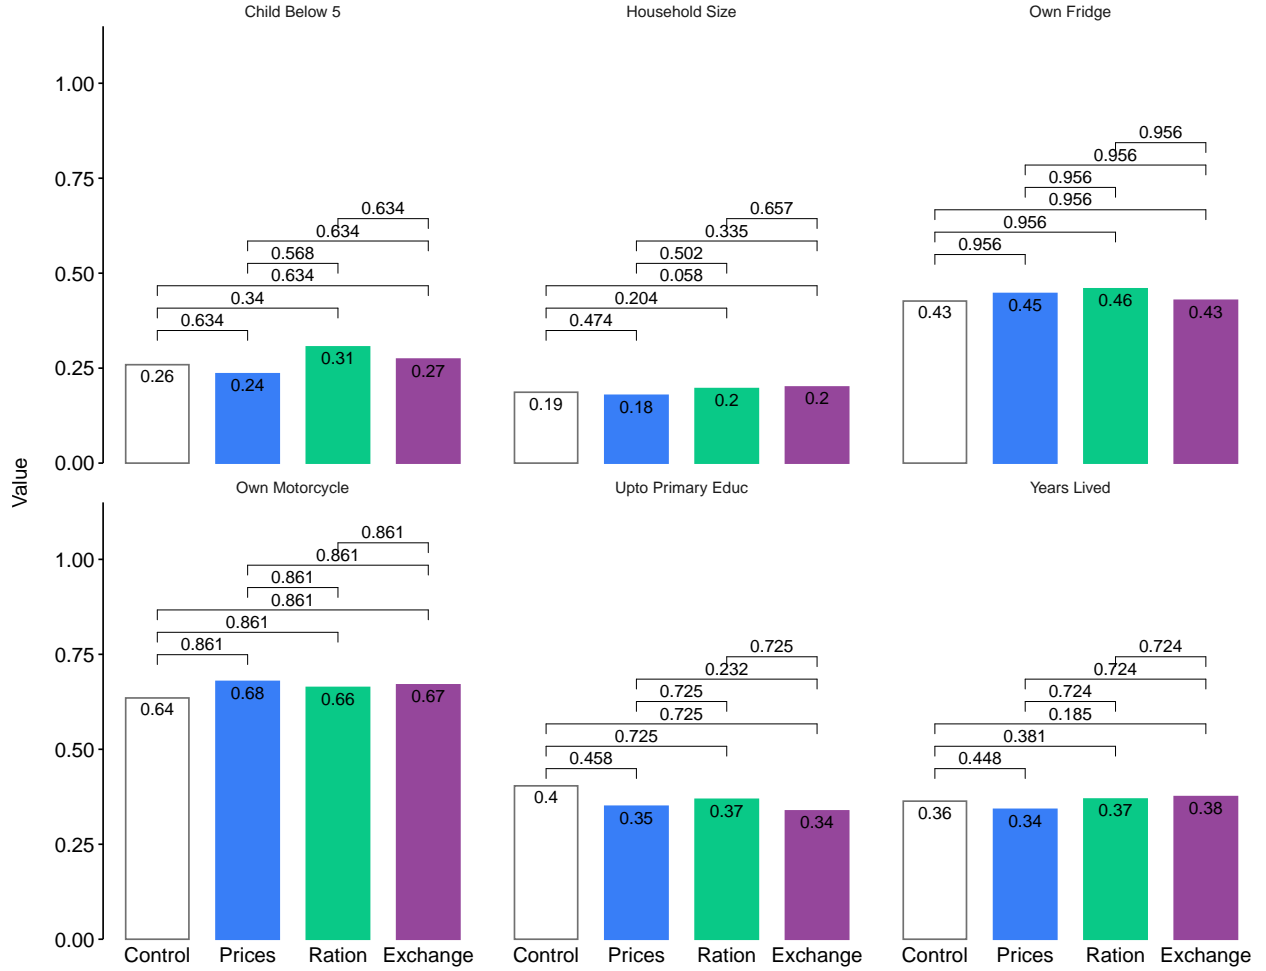 Child Below 5 Household Size Own Fridge
1.00
0.956
0.75 0.956
0.956
0.634 0.657 0.956
0.634 0.335 0.956
0.50 0.568 0.502 0.956
0.634 0.058
0.34 0.204
0.634 0.474
0.43 0.45 0.46 0.43
0.25 0.26 0.24 0.31 0.27
0.19 0.18 0.2 0.2
0.00
Value
Own Motorcycle Upto Primary Educ Years Lived
0.861
1.00 0.861
0.861
0.861
0.861
0.75 0.861 0.725 0.724
0.232 0.724
0.64 0.68 0.66 0.67 0.725 0.724
0.725 0.185
0.50 0.725 0.381
0.458 0.448
0.4 0.35 0.37 0.34 0.36 0.34 0.37 0.38
0.25
0.00
Control Prices Ration Exchange Control Prices Ration Exchange Control Prices Ration Exchange